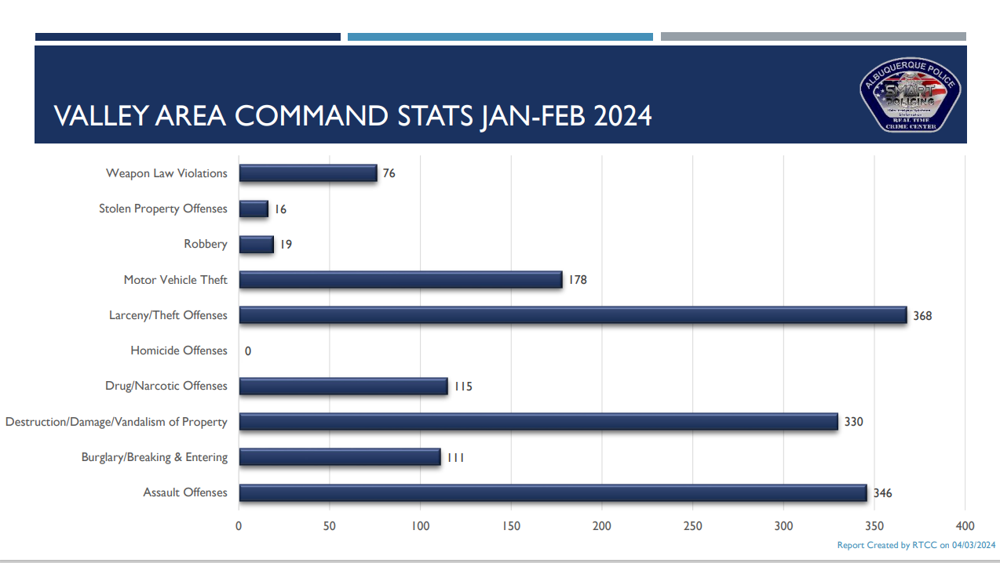 VALLEY AREA COMMAND STATS JAN-FEB 2024
ALBUQUERQUE POLICE
SMART
POLICING
REAL TIME
CRIME CENTER
Weapon Law Violations 76
Stolen Property Offenses 16
Robbery 19
Motor Vehicle Theft 178
Larceny/Theft Offenses 368
Homicide Offenses 0
Drug/Narcotic Offenses 115
Destruction/Damage/Vandalism of Property 330
Burglary/Breaking & Entering 111
Assault Offenses 346
0 50 100 150 200 250 300 350 400
Report Created by RTCC on 04/03/2024